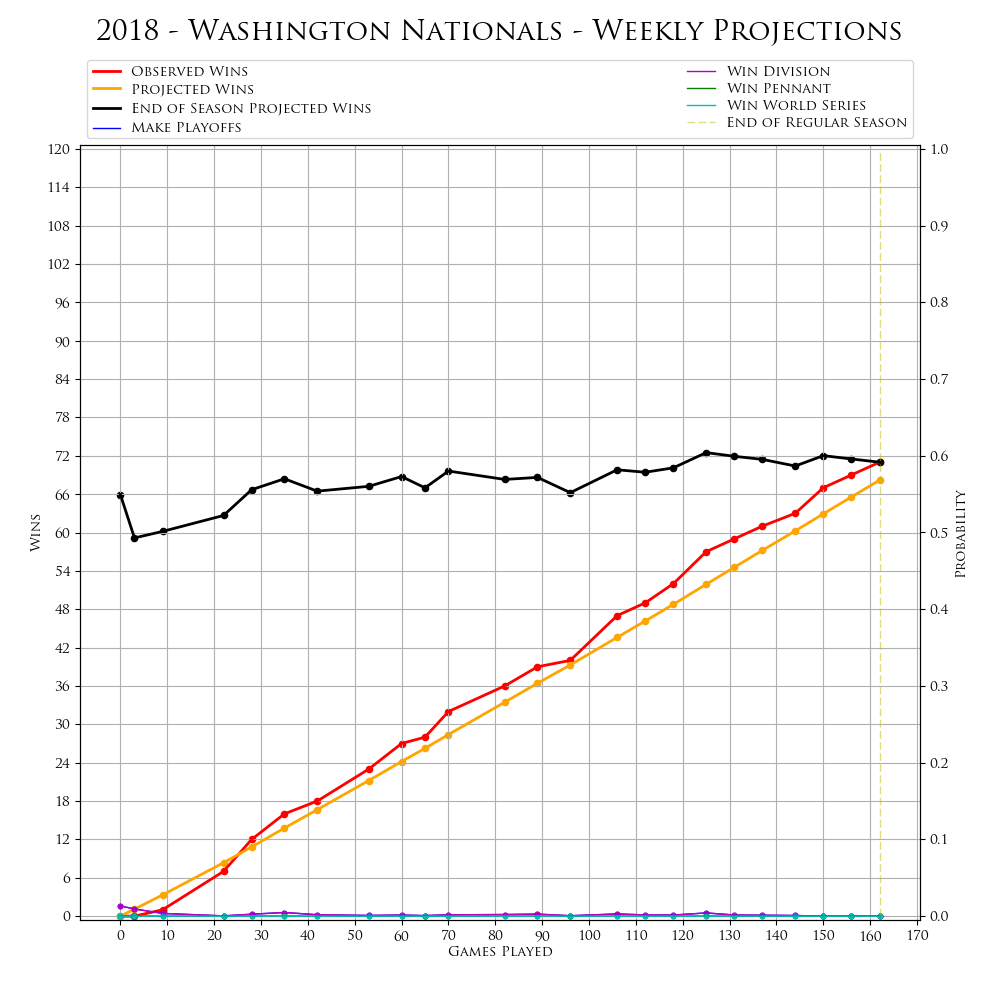 2018 - Washington Nationals - Weekly Projections
Observed Wins
Projected Wins
End of Season Projected Wins
Make Playoffs
Win Division
Win Pennant
Win World Series
End of Regular Season
120
114
108
102
96
90
84
78
72
66
60
54
48
42
36
30
24
18
12
6
0
Wins
1.0
0.9
0.8
0.7
0.6
0.5
0.4
0.3
0.2
0.1
0.0
Probability
0 10 20 30 40 50 60 70 80 90 100 110 120 130 140 150 160 170
Games Played